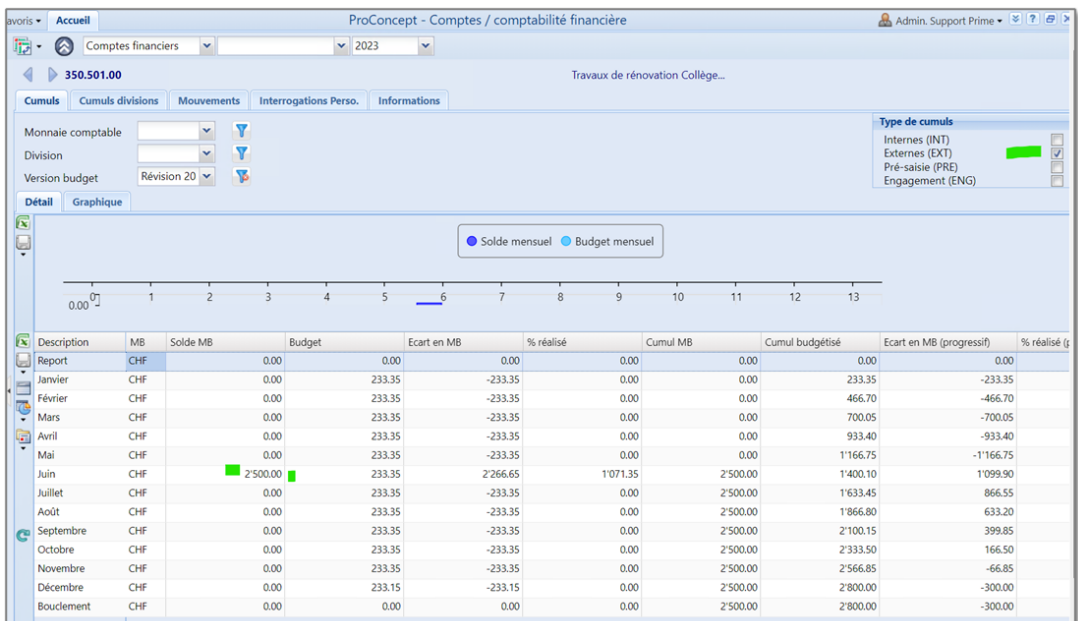 avoris Accueil ProConcept - Comptes / comptabilité financière Admin. Support Prime ?
Comptes financiers 2023
350.501.00 Travaux de rénovation Collège...
Cumuls Cumuls divisions Mouvements Interrogations Perso. Informations
Type de cumuls
Monnaie comptable
Division
Version budget Révision 20
Internes (INT)
Externes (EXT)
Pré-saisie (PRE)
Engagement (ENG)
Détail Graphique
Solde mensuel Budget mensuel
0 1 2 3 4 5 6 7 8 9 10 11 12 13
0.00
Description MB Solde MB Budget Ecart en MB % réalisé Cumul MB Cumul budgétisé Ecart en MB (progressif) % réalisé (p
Report CHF 0.00 0.00 0.00 0.00 0.00 0.00 0.00
Janvier CHF 0.00 233.35 -233.35 0.00 0.00 233.35 -233.35
Février CHF 0.00 233.35 -233.35 0.00 0.00 466.70 -466.70
Mars CHF 0.00 233.35 -233.35 0.00 0.00 700.05 -700.05
Avril CHF 0.00 233.35 -233.35 0.00 0.00 933.40 -933.40
Mai CHF 0.00 233.35 -233.35 0.00 0.00 1'166.75 -1'166.75
Juin CHF 2'500.00 233.35 2'266.65 1'071.35 2'500.00 1'400.10 1'099.90
Juillet CHF 0.00 233.35 -233.35 0.00 2'500.00 1'633.45 866.55
Août CHF 0.00 233.35 -233.35 0.00 2'500.00 1'866.80 633.20
Septembre CHF 0.00 233.35 -233.35 0.00 2'500.00 2'100.15 399.85
Octobre CHF 0.00 233.35 -233.35 0.00 2'500.00 2'333.50 166.50
Novembre CHF 0.00 233.35 -233.35 0.00 2'500.00 2'566.85 -66.85
Décembre CHF 0.00 233.15 -233.15 0.00 2'500.00 2'800.00 -300.00
Bouclement CHF 0.00 0.00 0.00 0.00 2'500.00 2'800.00 -300.00